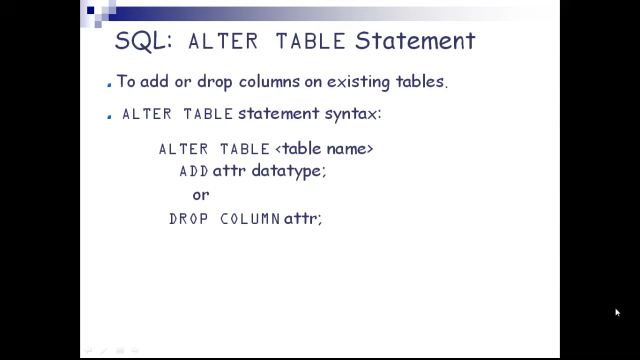 SQL: ALTER TABLE Statement
To add or drop columns on existing tables.
ALTER TABLE statement syntax:
ALTER TABLE <table name>
ADD attr datatype;
or
DROP COLUMN attr;